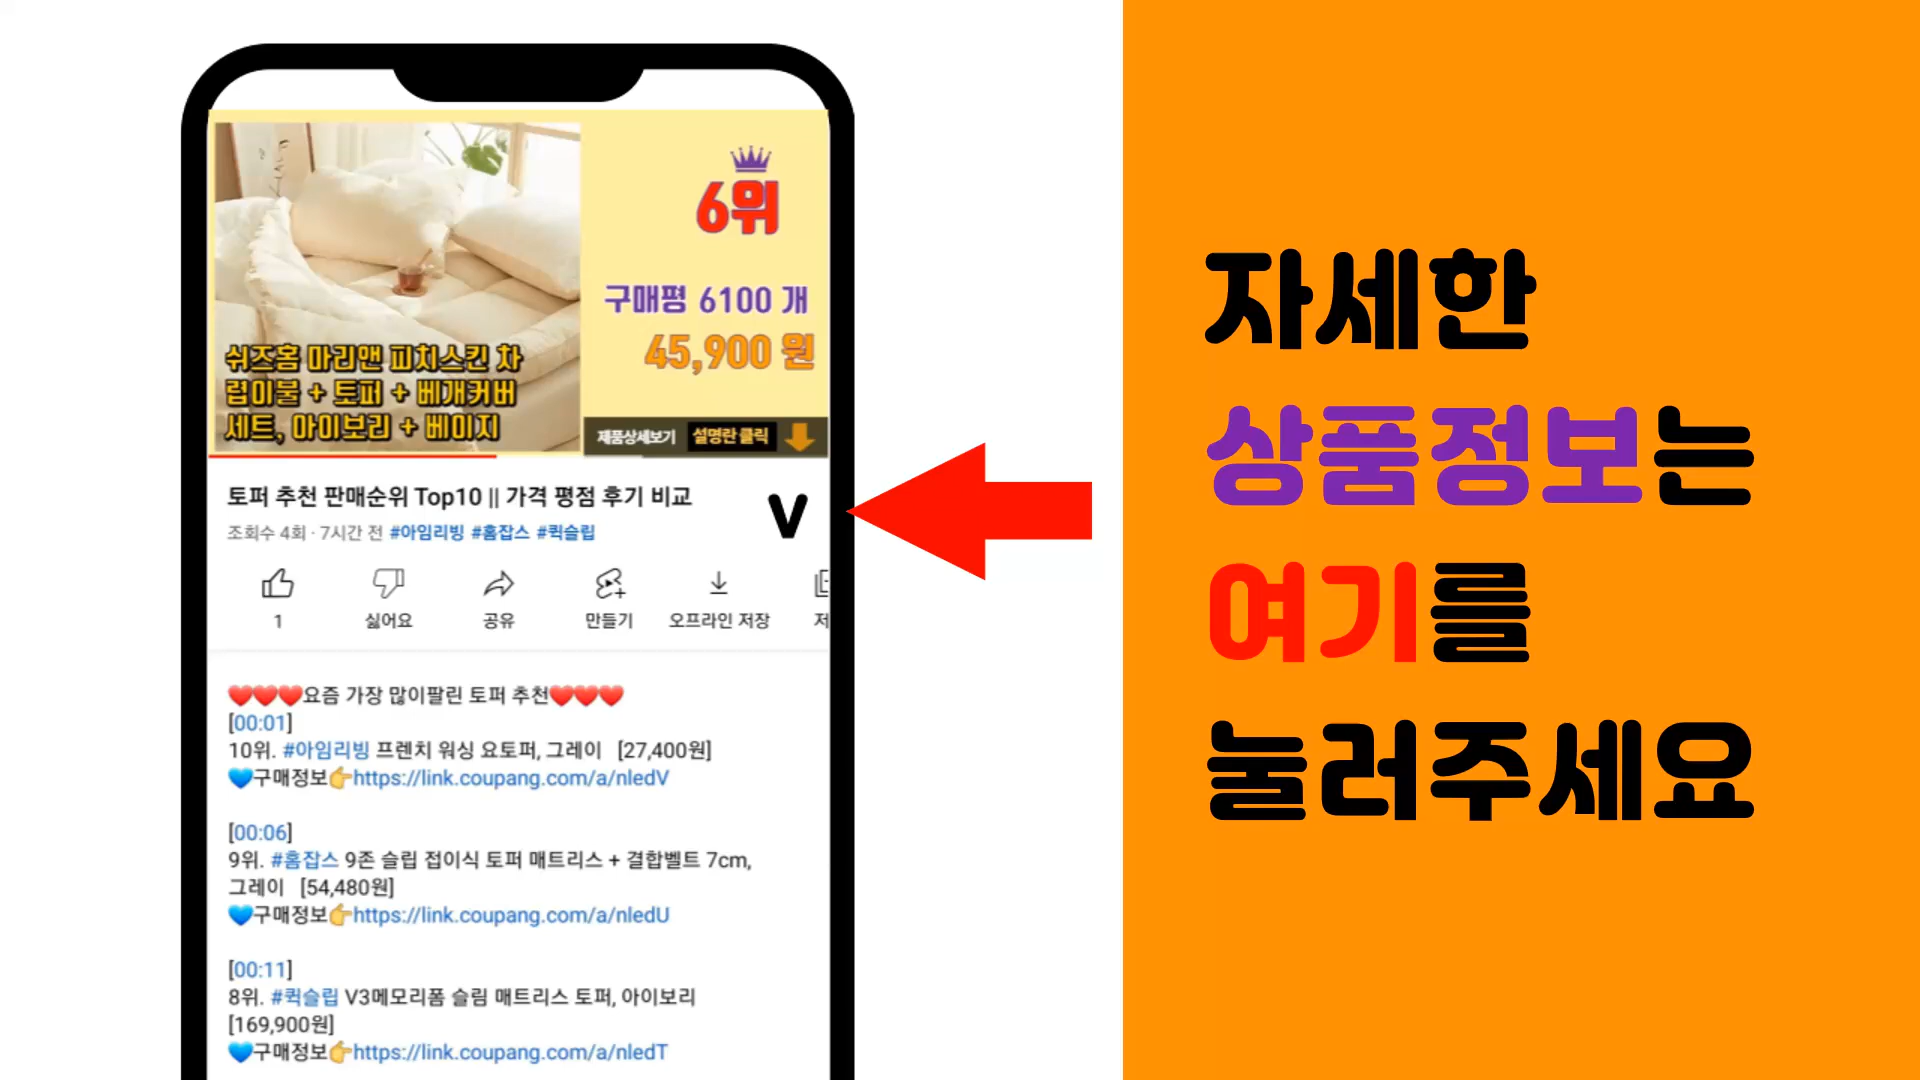 6위
구매평 6100 개
45,900 원
쉬즈홈 마리앤 피치스킨 차
렵이불 + 토퍼 + 베개커버
세트, 아이보리 + 베이지
제품상세보기 설명란 클릭
토퍼 추천 판매순위 Top10 || 가격 평점 후기 비교
V
조회수 4회 · 7시간 전 #아임리빙 #홈잡스 #퀵슬립
1 싫어요 공유 만들기 오프라인 저장 저
❤❤❤요즘 가장 많이팔린 토퍼 추천❤❤❤
[00:01]
10위. #아임리빙 프렌치 워싱 요토퍼, 그레이 [27,400원]
💙구매정보👉https://link.coupang.com/a/nledV
[00:06]
9위. #홈잡스 9존 슬립 접이식 토퍼 매트리스 + 결합벨트 7cm,
그레이 [54,480원]
💙구매정보👉https://link.coupang.com/a/nledU
[00:11]
8위. #퀵슬립 V3메모리폼 슬림 매트리스 토퍼, 아이보리
[169,900원]
💙구매정보👉https://link.coupang.com/a/nledT
자세한
상품정보는
여기를
눌러주세요